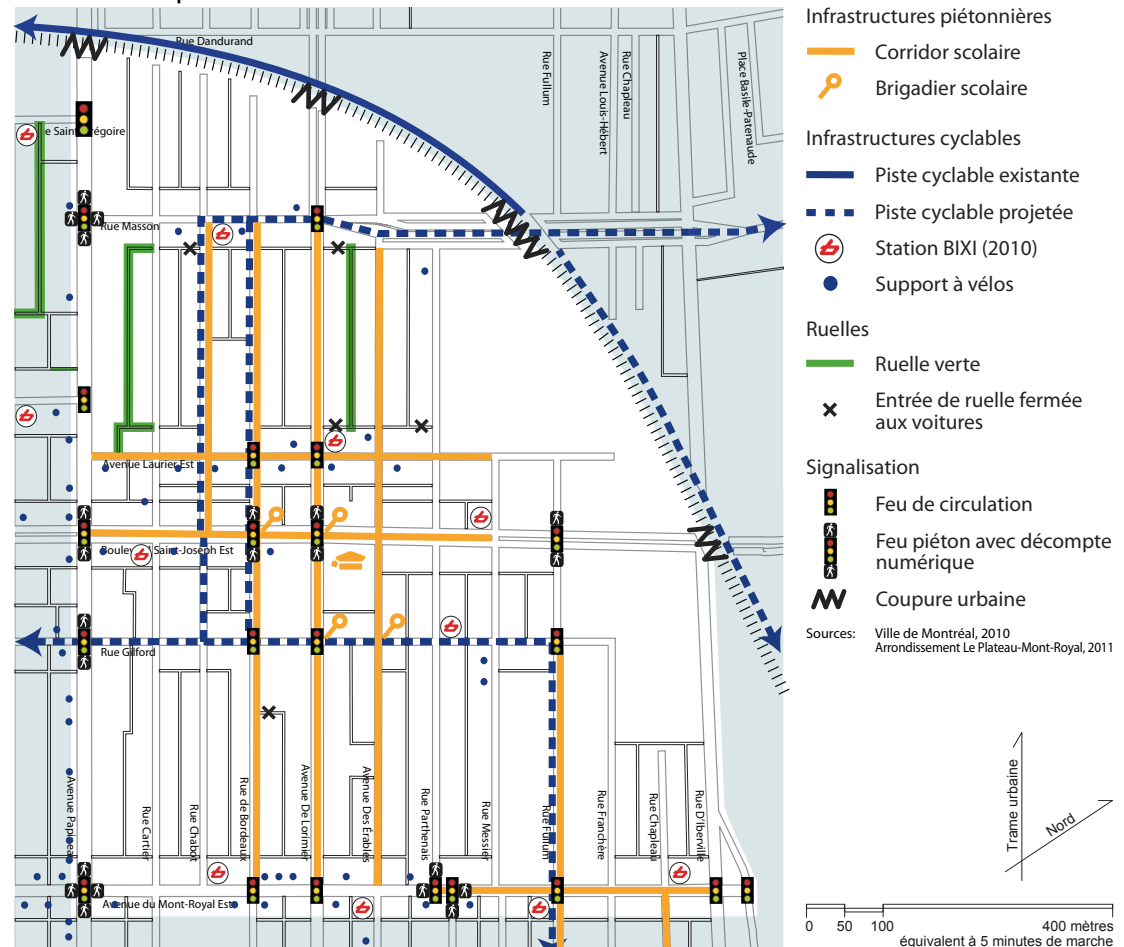 Rue Dandurand
Rue Fullum
Avenue Louis-Hébert
Rue Chapleau
Place Basile-Patenaude
e Saint-Grégoire
Rue Masson
Avenue Laurier Est
Boulevard Saint-Joseph Est
Rue Gilford
Avenue Papineau
Rue Cartier
Rue Chabot
Rue de Bordeaux
Avenue De Lorimier
Avenue Des Érables
Rue Parthenais
Rue Messier
Rue Fullum
Rue Franchère
Rue Chapleau
Rue D'Iberville
Avenue du Mont-Royal Est
Infrastructures piétonnières
Corridor scolaire
Brigadier scolaire
Infrastructures cyclables
Piste cyclable existante
Piste cyclable projetée
Station BIXI (2010)
Support à vélos
Ruelles
Ruelle verte
Entrée de ruelle fermée
aux voitures
Signalisation
Feu de circulation
Feu piéton avec décompte
numérique
Coupure urbaine
Sources: Ville de Montréal, 2010
Arrondissement Le Plateau-Mont-Royal, 2011
Trame urbaine
Nord
0 50 100 400 mètres
équivalent à 5 minutes de marche